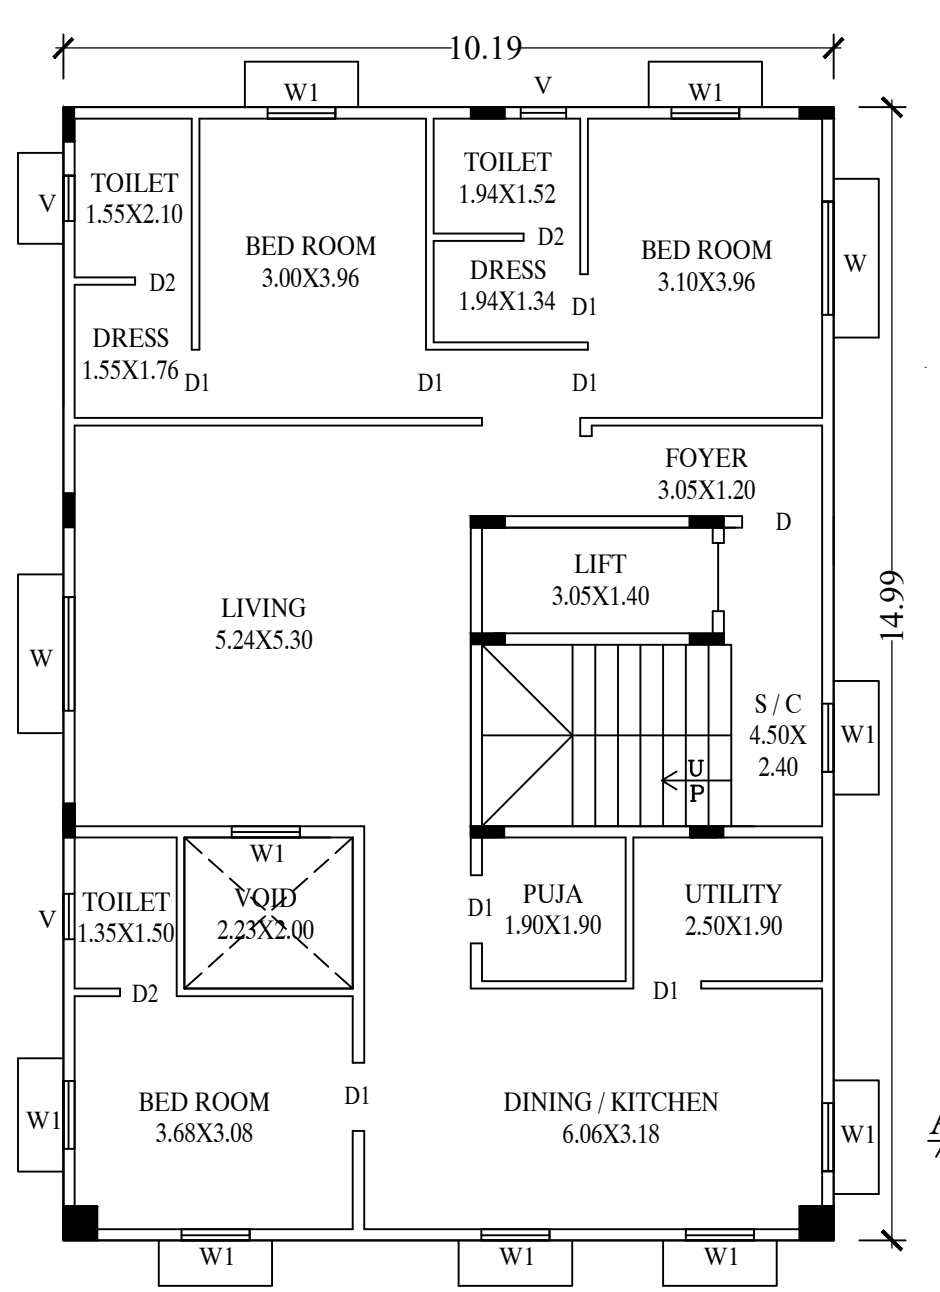 10.19
W1
V
W1
TOILET
1.55X2.10
V
D2
DRESS
1.55X1.76
D1
BED ROOM
3.00X3.96
D1
TOILET
1.94X1.52
D2
DRESS
1.94X1.34
D1
D1
BED ROOM
3.10X3.96
W
FOYER
3.05X1.20
D
LIFT
3.05X1.40
14.99
LIVING
5.24X5.30
W
S / C
4.50X
2.40
W1
U
P
W1
VOID
2.23X2.00
TOILET
1.35X1.50
V
D2
D1
PUJA
1.90X1.90
UTILITY
2.50X1.90
D1
BED ROOM
3.68X3.08
W1
D1
DINING / KITCHEN
6.06X3.18
W1
W1
W1
W1